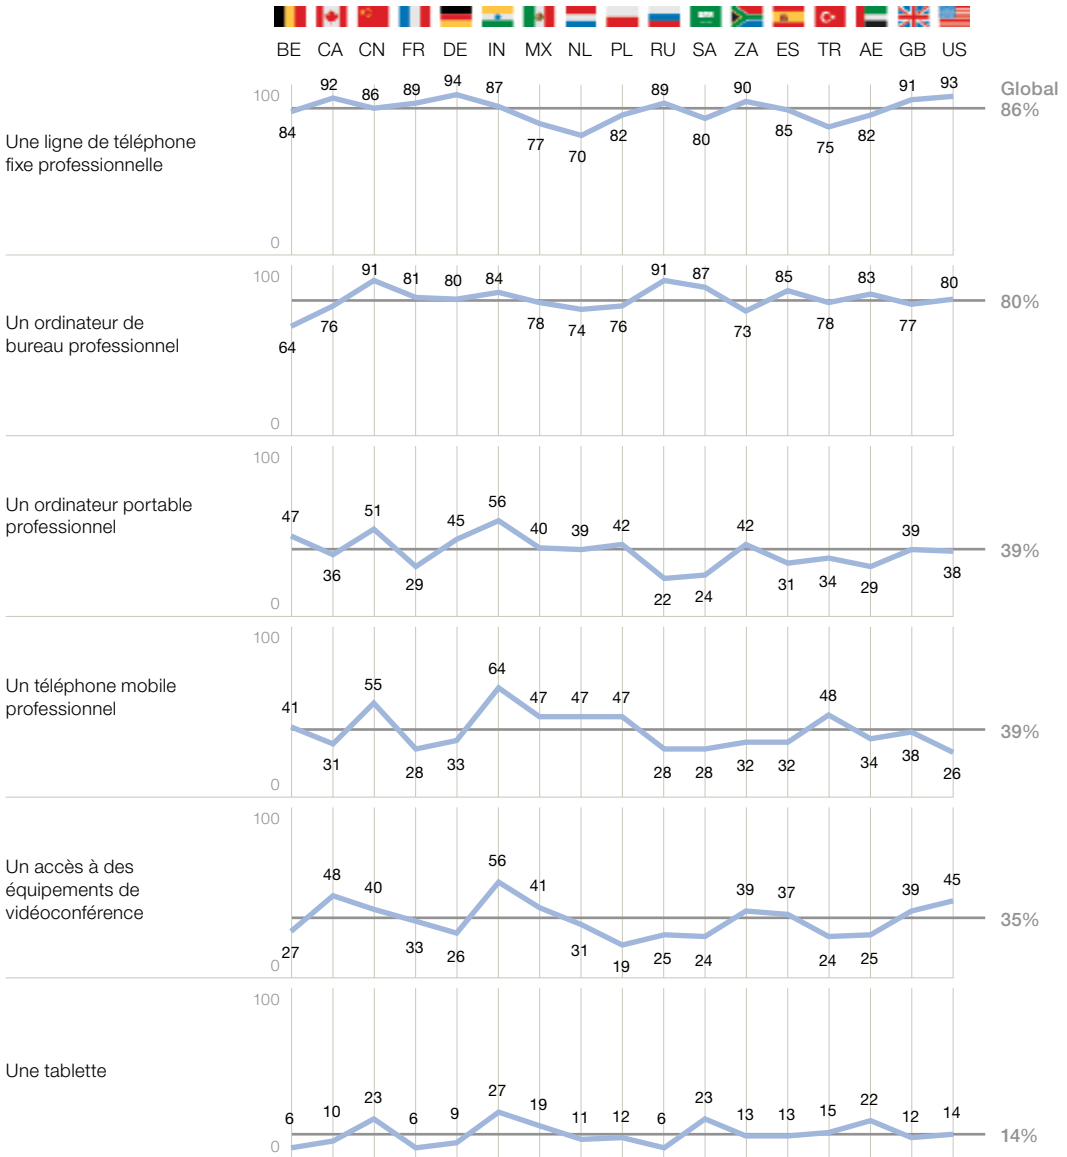 BE CA CN FR DE IN MX NL PL RU SA ZA ES TR AE GB US
Global
86%
Une ligne de téléphone
fixe professionnelle
100
0
84 92 86 89 94 87 77 70 82 89 80 90 85 75 82 91 93
Un ordinateur de
bureau professionnel
100
0
64 76 91 81 80 84 78 74 76 91 87 73 85 78 83 77 80
80%
Un ordinateur portable
professionnel
100
0
47 36 51 29 45 56 40 39 42 22 24 42 31 34 29 39 38
39%
Un téléphone mobile
professionnel
100
0
41 31 55 28 33 64 47 47 47 28 28 32 32 48 34 38 26
39%
Un accès à des
équipements de
vidéoconférence
100
0
27 48 40 33 26 56 41 31 19 25 24 39 37 24 25 39 45
35%
Une tablette
100
0
6 10 23 6 9 27 19 11 12 6 23 13 13 15 22 12 14
14%